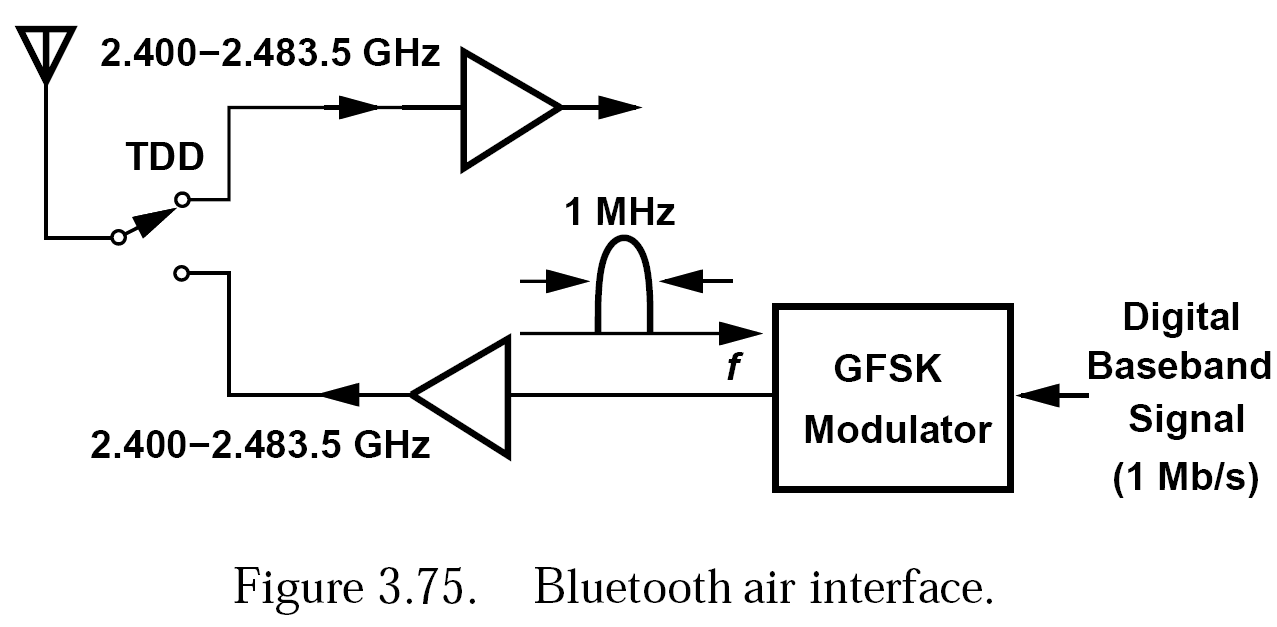 2.400−2.483.5 GHz
TDD
1 MHz
f
GFSK
Modulator
Digital
Baseband
Signal
(1 Mb/s)
2.400−2.483.5 GHz
Figure 3.75. Bluetooth air interface.